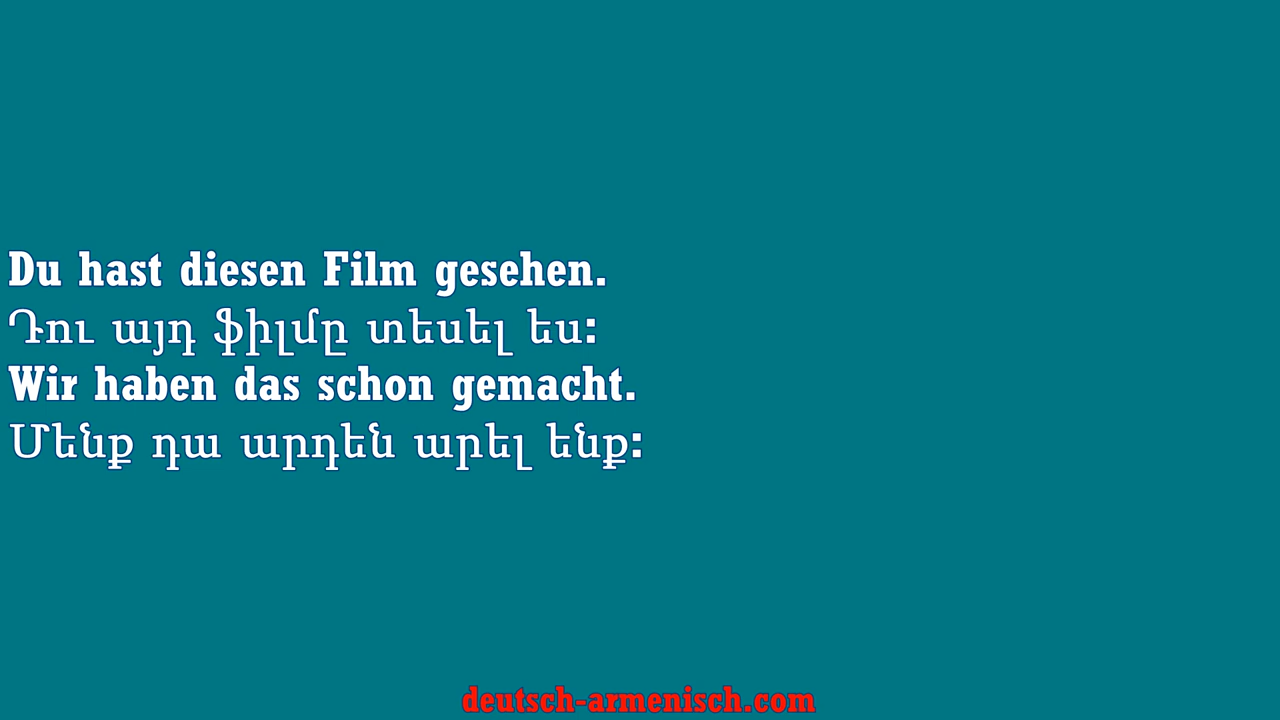 Du hast diesen Film gesehen.
Դու այդ ֆիլմը տեսել ես:
Wir haben das schon gemacht.
Մենք դա արդեն արել ենք:
deutsch-armenisch.com